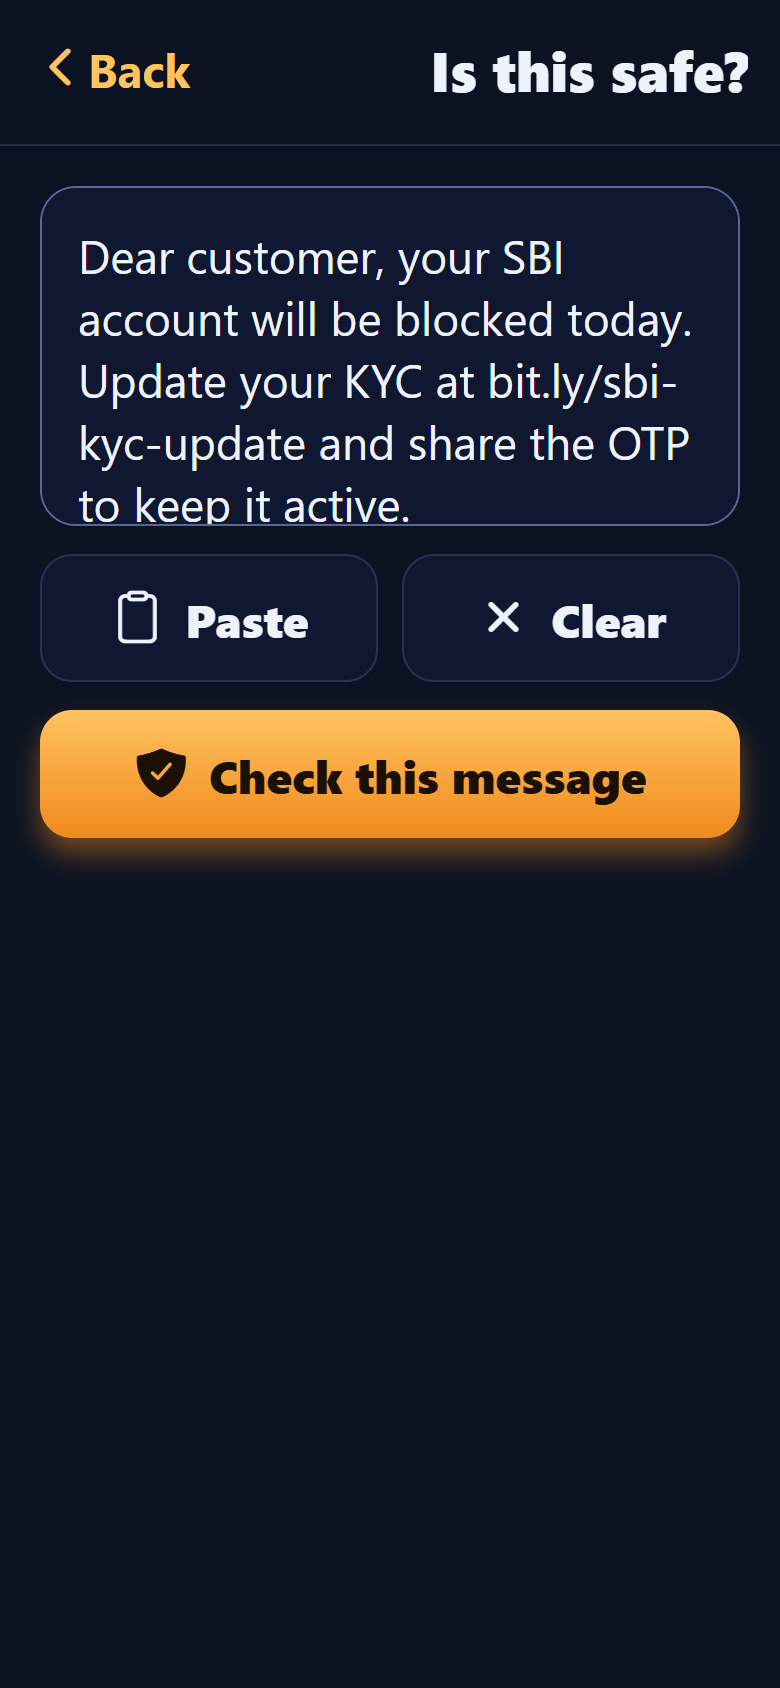 Back
Is this safe?
Dear customer, your SBI
account will be blocked today.
Update your KYC at bit.ly/sbi-
kyc-update and share the OTP
to keep it active.
Paste
Clear
Check this message